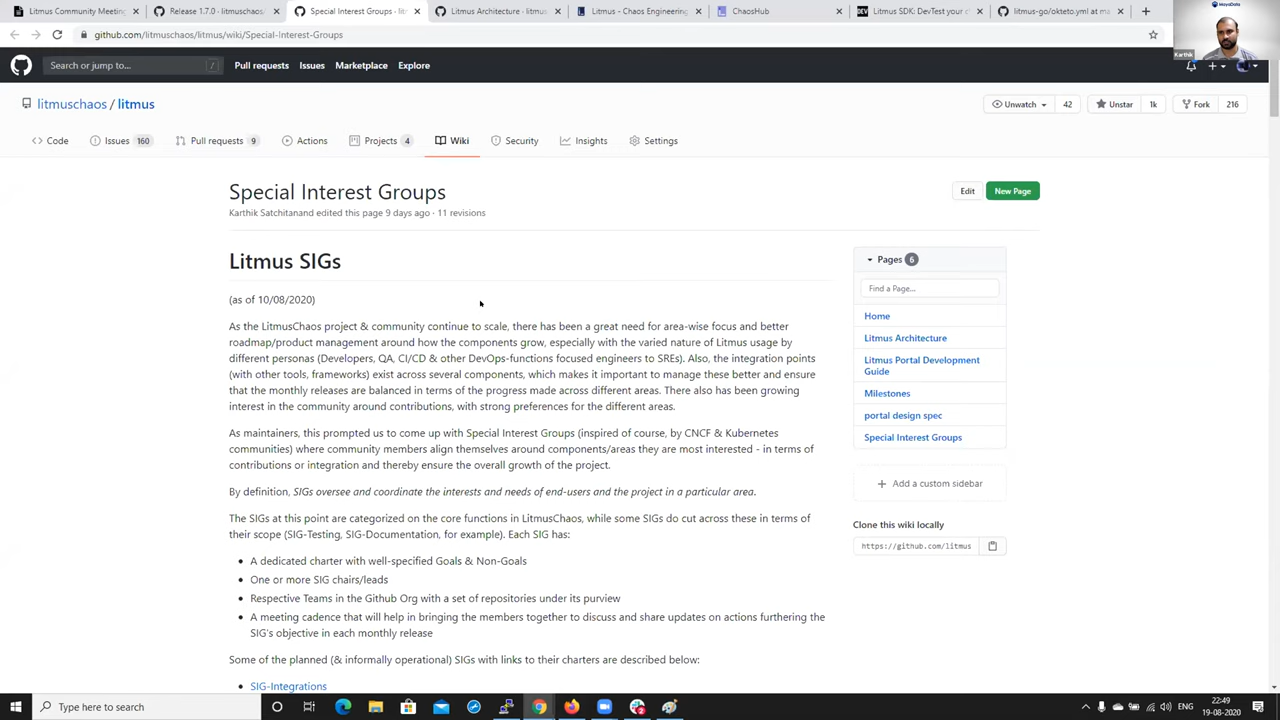 Litmus Community Meetin
Release 1.7.0 · litmuschaos/
Special Interest Groups · lit
Litmus Architecture · litmus
Litmus - Chaos Engineering
ChaosHub
Litmus SDK: DevTest your c
litmus-go/okteto.yml at ma
MayaData
Karthik
github.com/litmuschaos/litmus/wiki/Special-Interest-Groups
Search or jump to...
/
Pull requests
Issues
Marketplace
Explore
litmuschaos / litmus
Unwatch 42
Unstar 1k
Fork 216
Code
Issues 160
Pull requests 9
Actions
Projects 4
Wiki
Security
Insights
Settings
Special Interest Groups
Edit
New Page
Karthik Satchitanand edited this page 9 days ago · 11 revisions
Litmus SIGs
(as of 10/08/2020)
As the LitmusChaos project & community continue to scale, there has been a great need for area-wise focus and better
roadmap/product management around how the components grow, especially with the varied nature of Litmus usage by
different personas (Developers, QA, CI/CD & other DevOps-functions focused engineers to SREs). Also, the integration points
(with other tools, frameworks) exist across several components, which makes it important to manage these better and ensure
that the monthly releases are balanced in terms of the progress made across different areas. There also has been growing
interest in the community around contributions, with strong preferences for the different areas.
As maintainers, this prompted us to come up with Special Interest Groups (inspired of course, by CNCF & Kubernetes
communities) where community members align themselves around components/areas they are most interested - in terms of
contributions or integration and thereby ensure the overall growth of the project.
By definition, SIGs oversee and coordinate the interests and needs of end-users and the project in a particular area.
The SIGs at this point are categorized on the core functions in LitmusChaos, while some SIGs do cut across these in terms of
their scope (SIG-Testing, SIG-Documentation, for example). Each SIG has:
• A dedicated charter with well-specified Goals & Non-Goals
• One or more SIG chairs/leads
• Respective Teams in the Github Org with a set of repositories under its purview
• A meeting cadence that will help in bringing the members together to discuss and share updates on actions furthering the
SIG's objective in each monthly release
Some of the planned (& informally operational) SIGs with links to their charters are described below:
• SIG-Integrations
Pages 6
Find a Page...
Home
Litmus Architecture
Litmus Portal Development
Guide
Milestones
portal design spec
Special Interest Groups
+ Add a custom sidebar
Clone this wiki locally
https://github.com/litmus
Type here to search
ENG
22:49
19-08-2020